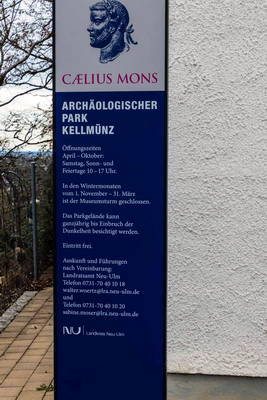 CÆLIUS MONS
ARCHÄOLOGISCHER
PARK
KELLMÜNZ
Öffnungszeiten
April – Oktober:
Samstag, Sonn- und
Feiertage 10 – 17 Uhr.
In den Wintermonaten
vom 1. November – 31. März
ist der Museumsturm geschlossen.
Das Parkgelände kann
ganzjährig bis Einbruch der
Dunkelheit besichtigt werden.
Eintritt frei.
Auskunft und Führungen
nach Vereinbarung:
Landratsamt Neu-Ulm
Telefon 0731-70 40 10 18
walter.woertz@lra.neu-ulm.de
und
Telefon 0731-70 40 10 20
sabine.moser@lra.neu-ulm.de
NU Landkreis Neu-Ulm